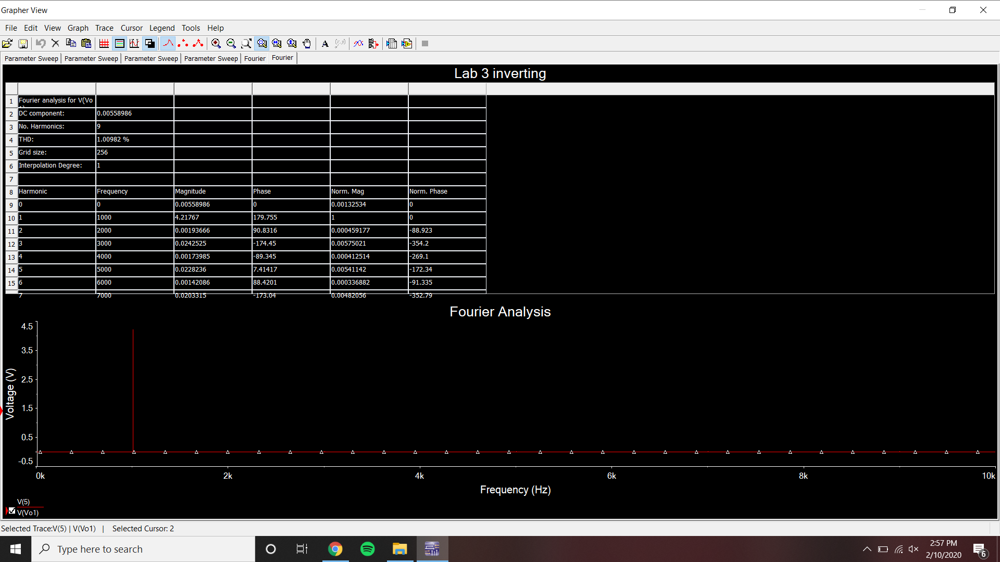 Grapher View
File Edit View Graph Trace Cursor Legend Tools Help
Parameter Sweep Parameter Sweep Parameter Sweep Parameter Sweep Fourier Fourier
Lab 3 inverting
1 Fourier analysis for V(Vo
2 DC component: 0.00558986
3 No. Harmonics: 9
4 THD: 1.00982 %
5 Grid size: 256
6 Interpolation Degree: 1
7
8 Harmonic Frequency Magnitude Phase Norm. Mag Norm. Phase
9 0 0 0.00558986 0 0.00132534 0
10 1 1000 4.21767 179.755 1 0
11 2 2000 0.00193666 90.8316 0.000459177 -88.923
12 3 3000 0.0242525 -174.45 0.00575021 -354.2
13 4 4000 0.00173985 -89.345 0.000412514 -269.1
14 5 5000 0.0228236 7.41417 0.00541142 -172.34
15 6 6000 0.00142086 88.4201 0.000336882 -91.335
7 7000 0.0203315 -173.04 0.00482056 -352.79
Fourier Analysis
Voltage (V)
4.5
3.5
2.5
1.5
0.5
-0.5
0k 2k 4k 6k 8k 10k
Frequency (Hz)
V(5)
V(Vo1)
Selected Trace:V(5) | V(Vo1) | Selected Cursor: 2
Type here to search
2:57 PM
2/10/2020
6